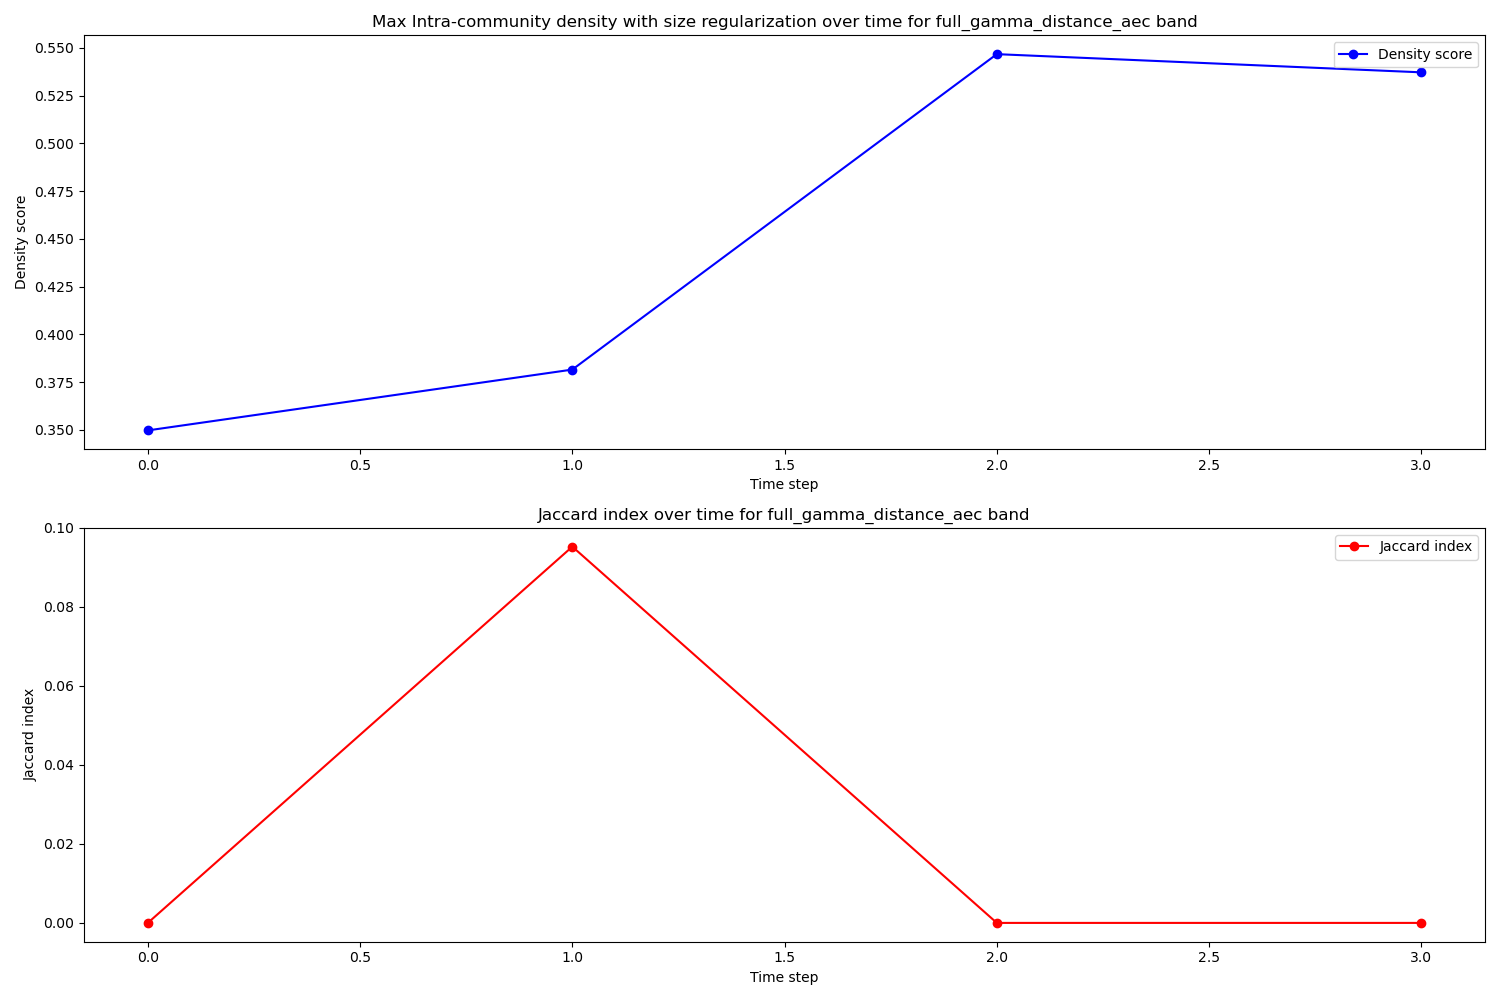 Max Intra-community density with size regularization over time for full_gamma_distance_aec band
Density score
0.550
0.525
0.500
0.475
0.450
0.425
0.400
0.375
0.350
Density score
0.0 0.5 1.0 1.5 2.0 2.5 3.0
Time step
Jaccard index over time for full_gamma_distance_aec band
Jaccard index
0.10
0.08
0.06
0.04
0.02
0.00
Jaccard index
0.0 0.5 1.0 1.5 2.0 2.5 3.0
Time step